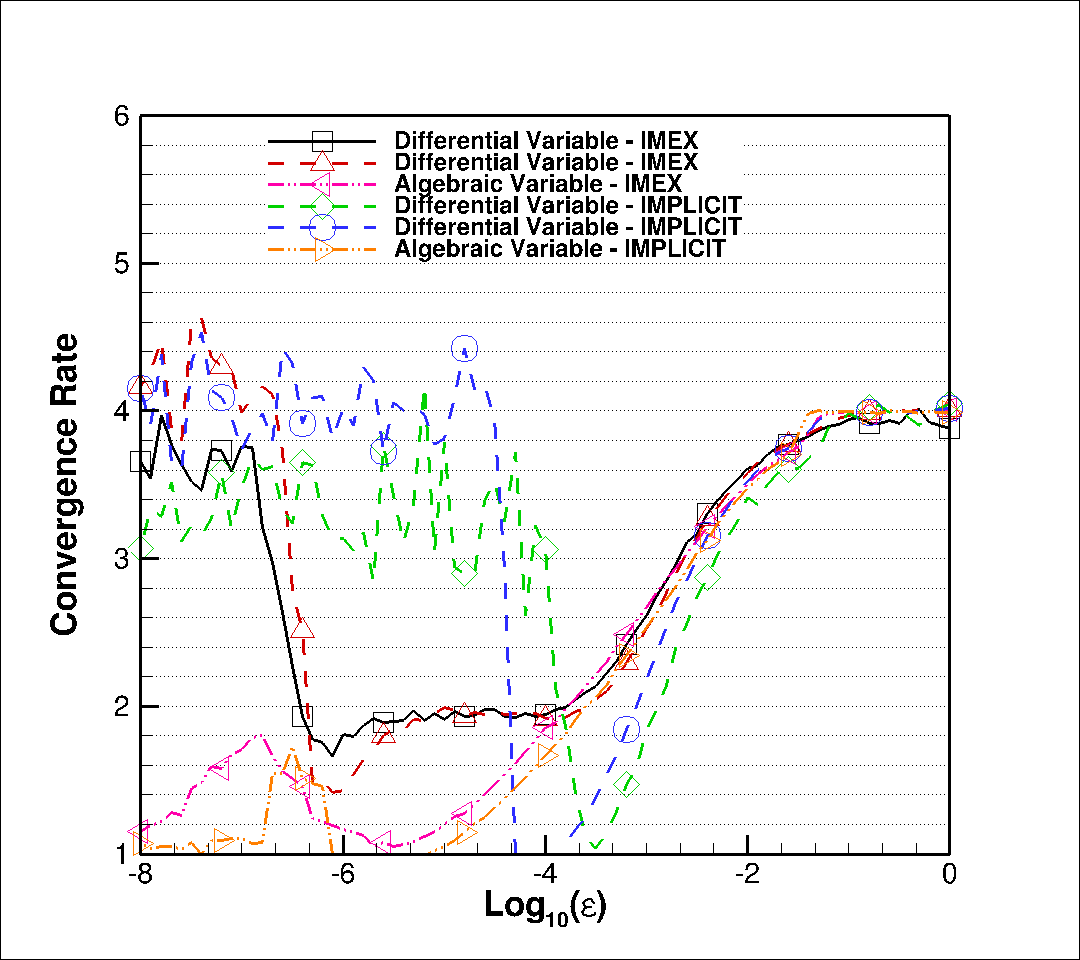 6
Differential Variable - IMEX
Differential Variable - IMEX
Algebraic Variable - IMEX
Differential Variable - IMPLICIT
Differential Variable - IMPLICIT
Algebraic Variable - IMPLICIT
5
4
3
2
1
Convergence Rate
-8 -6 -4 -2 0
Log10(ε)